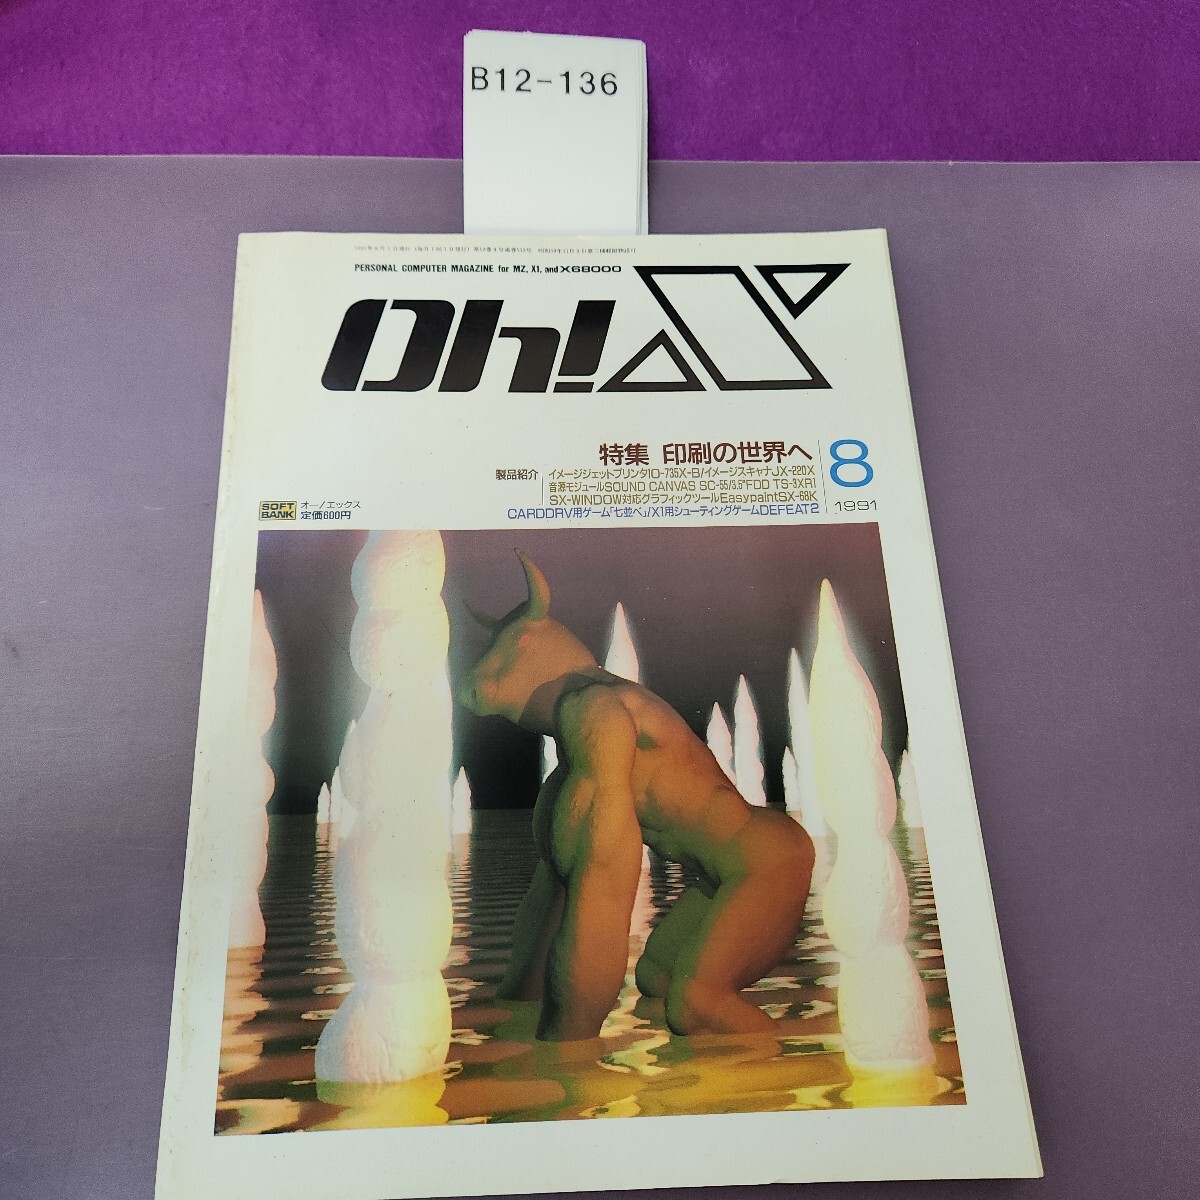 B12-136
PERSONAL COMPUTER MAGAZINE for MZ, X1, and X68000
Oh!X
特集 印刷の世界へ
8
1991
製品紹介 イメージジェットプリンタIO-735X-B/イメージスキャナJX-220X
音源モジュールSOUND CANVAS SC-55/3.5"FDD TS-3XR1
SX-WINDOW対応グラフィックツールEasypaintSX-68K
CARDDRV用ゲーム「七並べ」/X1用シューティングゲームDEFEAT2
SOFT BANK
オー！エックス
定価600円